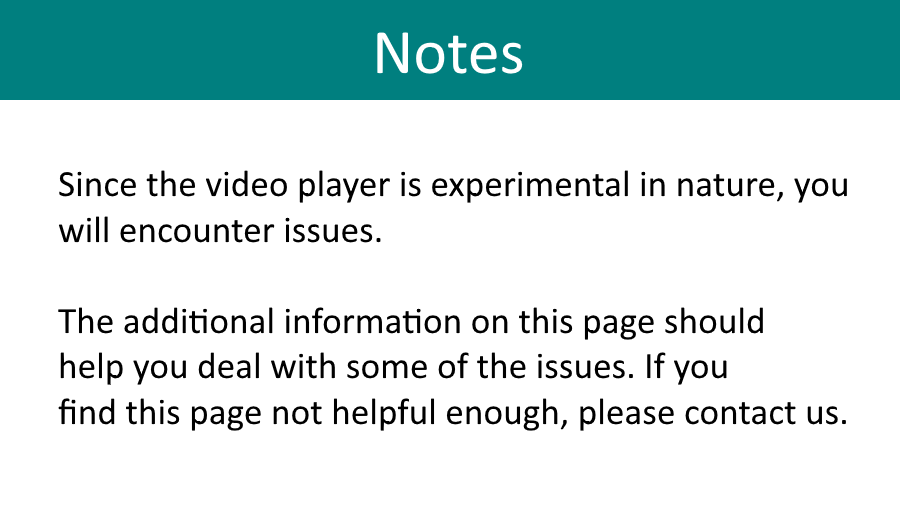 Notes
Since the video player is experimental in nature, you
will encounter issues.
The additional information on this page should
help you deal with some of the issues. If you
find this page not helpful enough, please contact us.